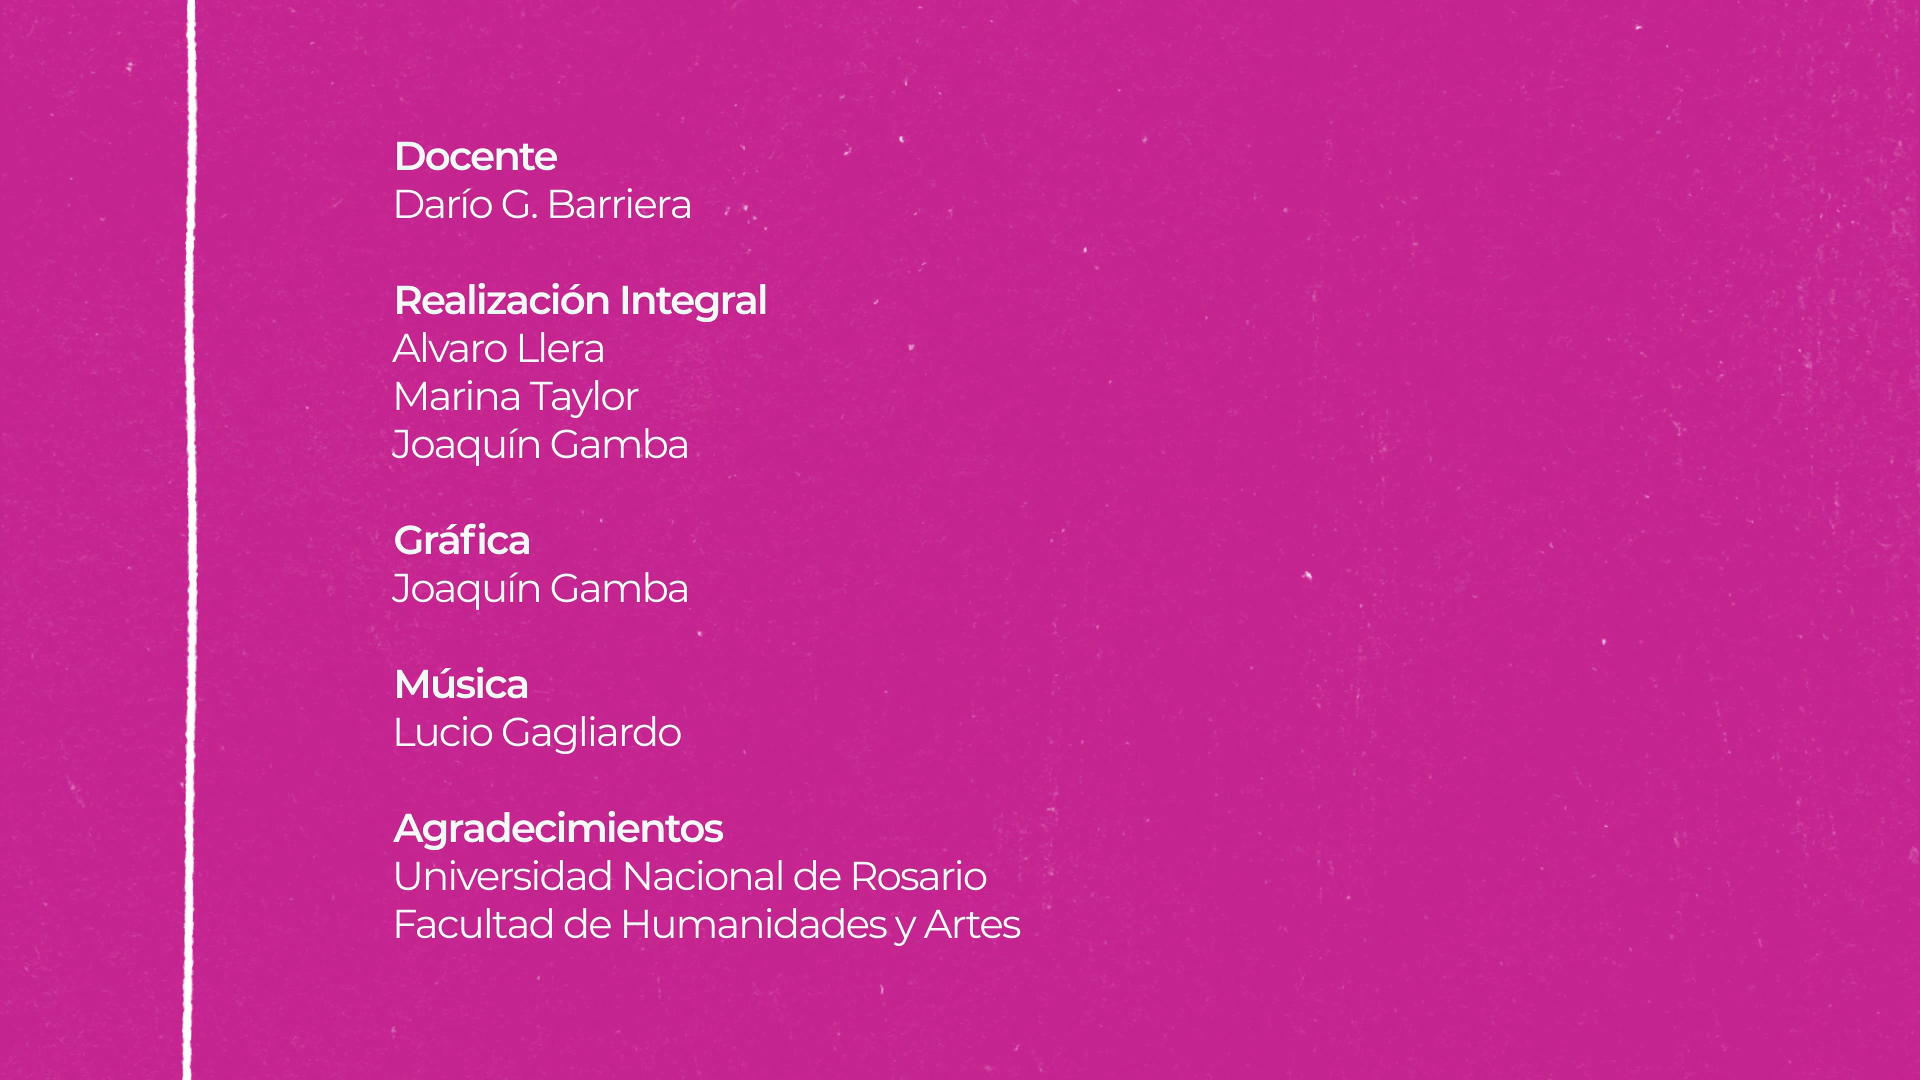 Docente
Darío G. Barriera
Realización Integral
Alvaro Llera
Marina Taylor
Joaquín Gamba
Gráfica
Joaquín Gamba
Música
Lucio Gagliardo
Agradecimientos
Universidad Nacional de Rosario
Facultad de Humanidades y Artes